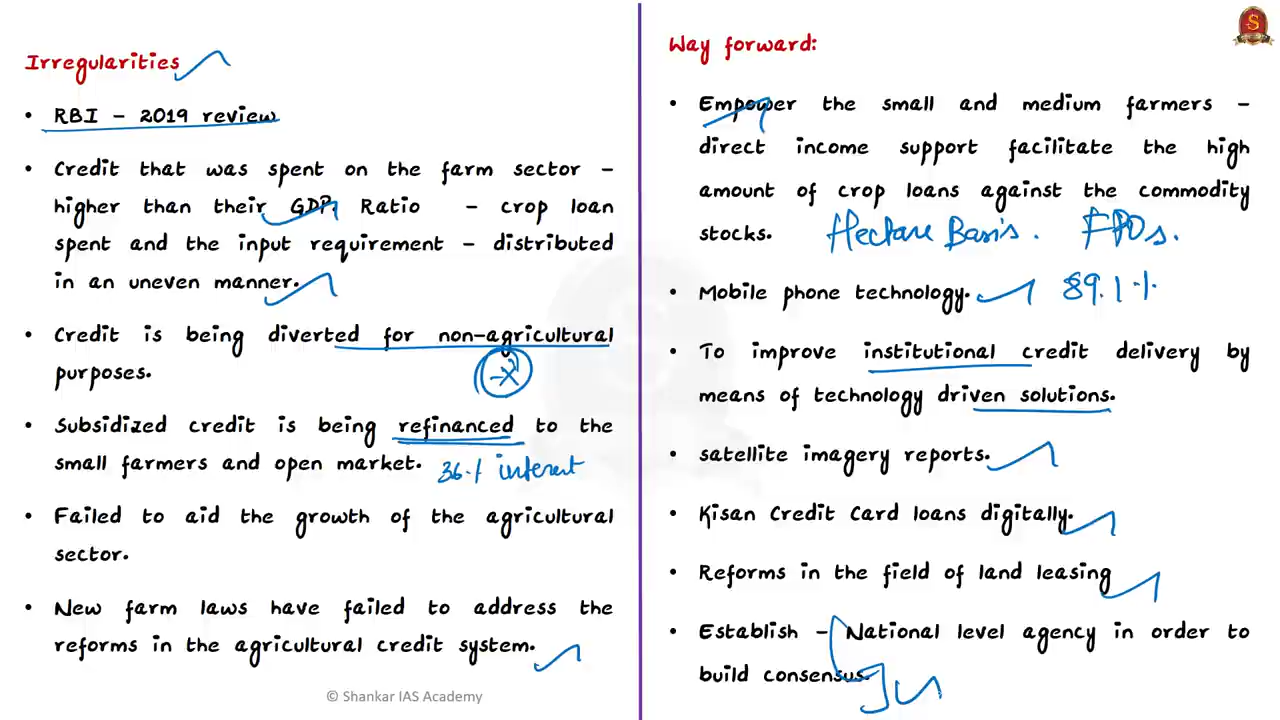 Irregularities
• RBI – 2019 review
• Credit that was spent on the farm sector –
higher than their GDP Ratio – crop loan
spent and the input requirement – distributed
in an uneven manner.
• Credit is being diverted for non-agricultural
purposes.
• Subsidized credit is being refinanced to the
small farmers and open market. 36% interest
• Failed to aid the growth of the agricultural
sector.
• New farm laws have failed to address the
reforms in the agricultural credit system.
© Shankar IAS Academy
Way forward:
• Empower the small and medium farmers –
direct income support facilitate the high
amount of crop loans against the commodity
stocks. Hectare Basis. FPOs.
• Mobile phone technology. 89.1%
• To improve institutional credit delivery by
means of technology driven solutions.
• satellite imagery reports.
• Kisan Credit Card loans digitally.
• Reforms in the field of land leasing
• Establish – National level agency in order to
build consensus.
S